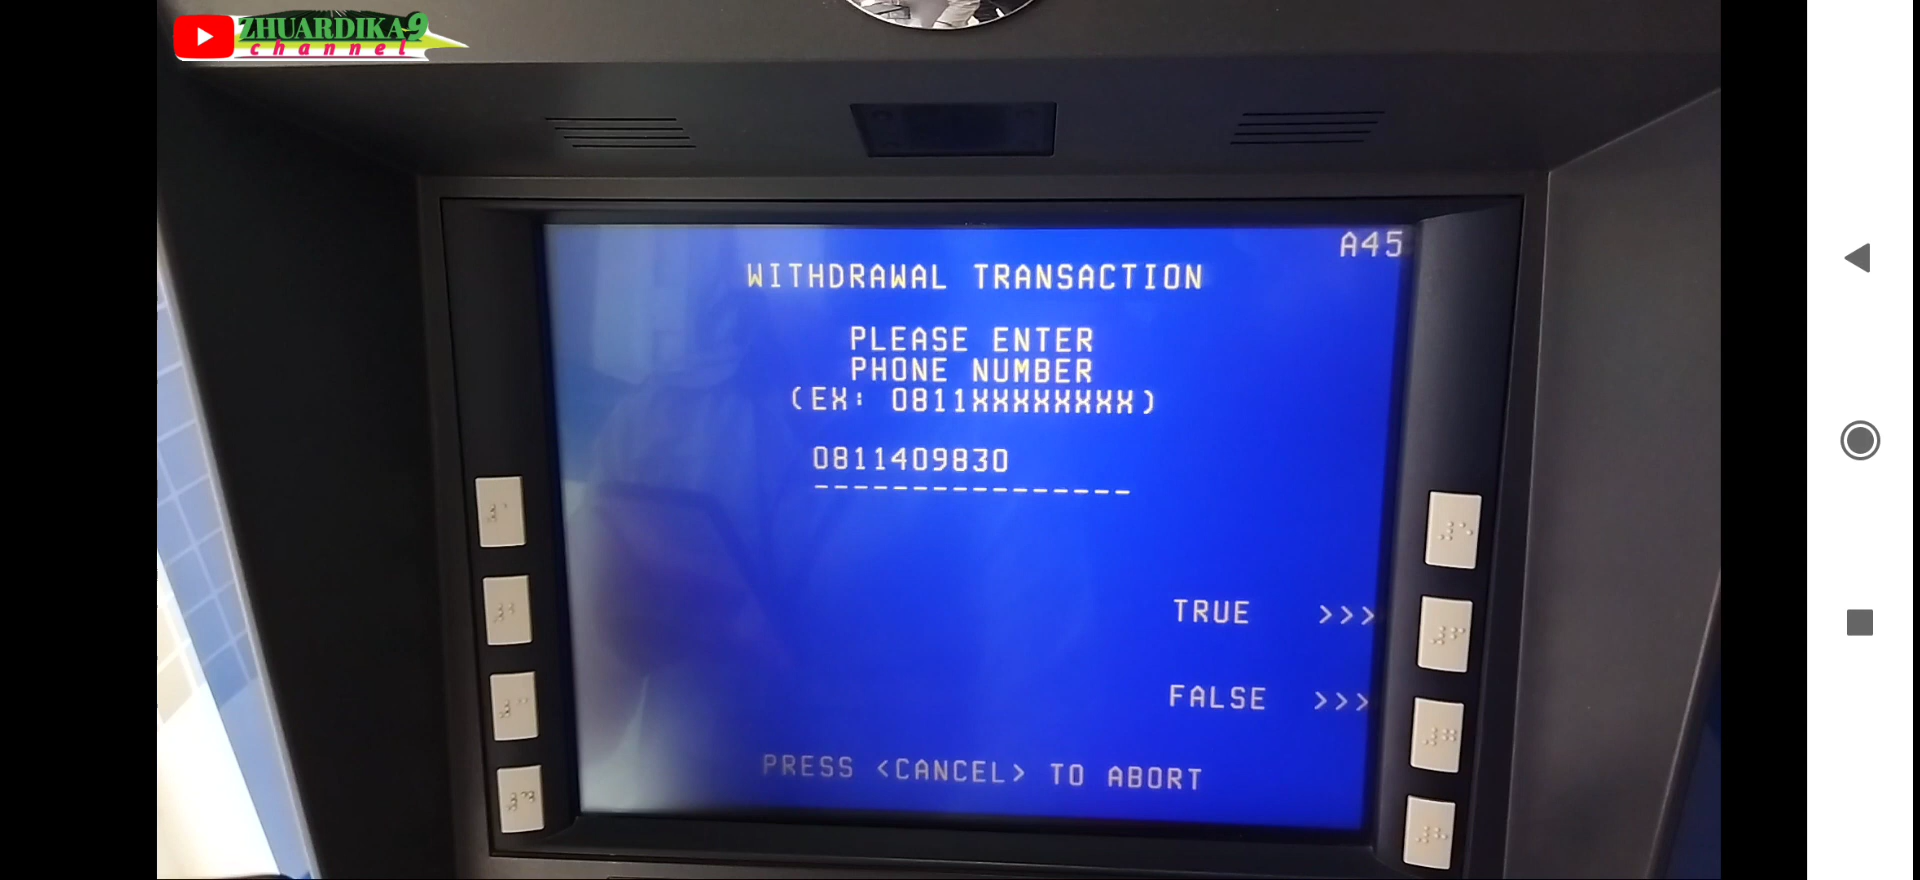 ZHUARDIKA9
channel
A45
WITHDRAWAL TRANSACTION
PLEASE ENTER
PHONE NUMBER
(EX: 0811XXXXXXXX)
0811409830
TRUE >>>
FALSE >>>
PRESS <CANCEL> TO ABORT